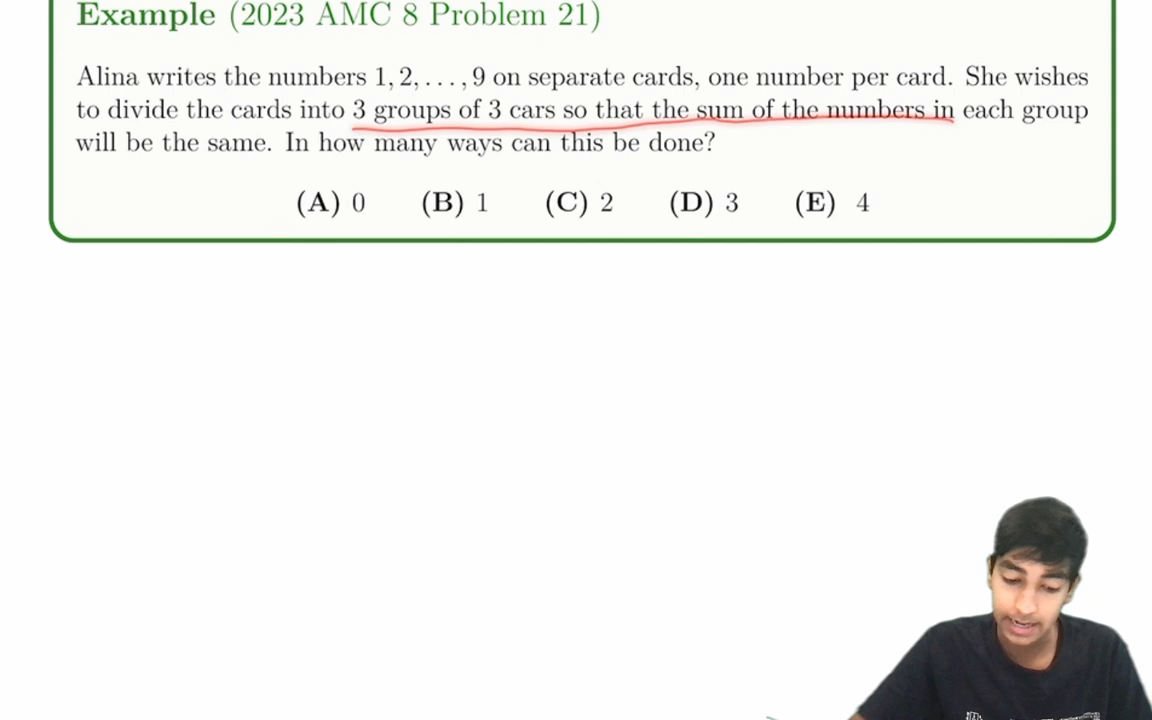 Example (2023 AMC 8 Problem 21)
Alina writes the numbers 1, 2, . . . , 9 on separate cards, one number per card. She wishes
to divide the cards into 3 groups of 3 cars so that the sum of the numbers in each group
will be the same. In how many ways can this be done?
(A) 0 (B) 1 (C) 2 (D) 3 (E) 4